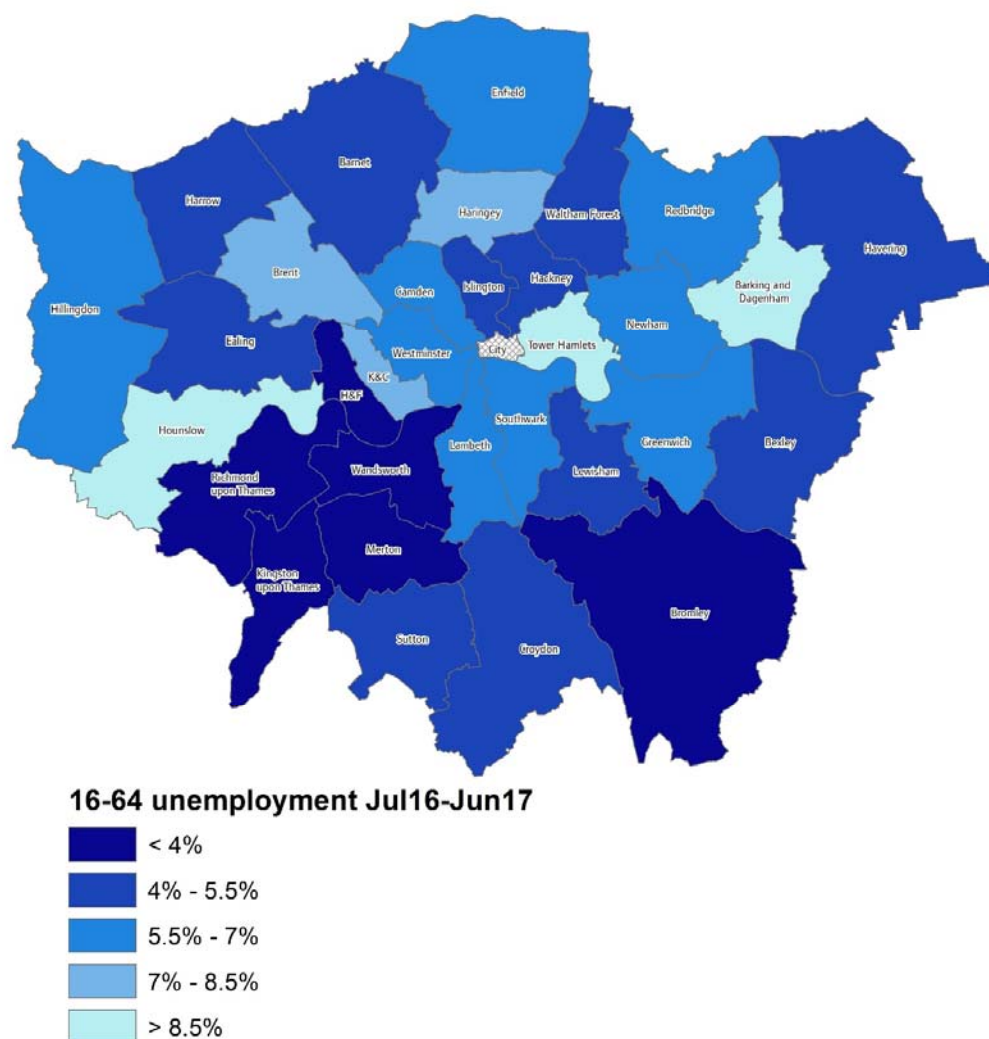 Enfield
Barnet
Harrow
Haringey
Waltham Forest
Redbridge
Havering
Brent
Hillingdon
Camden
Islington
Hackney
Barking and
Dagenham
Newham
Ealing
Westminster
City
Tower Hamlets
K&C
H&F
Hounslow
Southwark
Lambeth
Greenwich
Bexley
Richmond
upon Thames
Wandsworth
Lewisham
Merton
Kingston
upon Thames
Bromley
Sutton
Croydon
16-64 unemployment Jul16-Jun17
< 4%
4% - 5.5%
5.5% - 7%
7% - 8.5%
> 8.5%